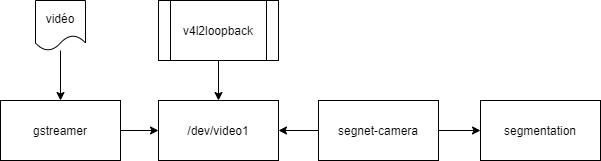 vidéo
v4l2loopback
gstreamer
/dev/video1
segnet-camera
segmentation